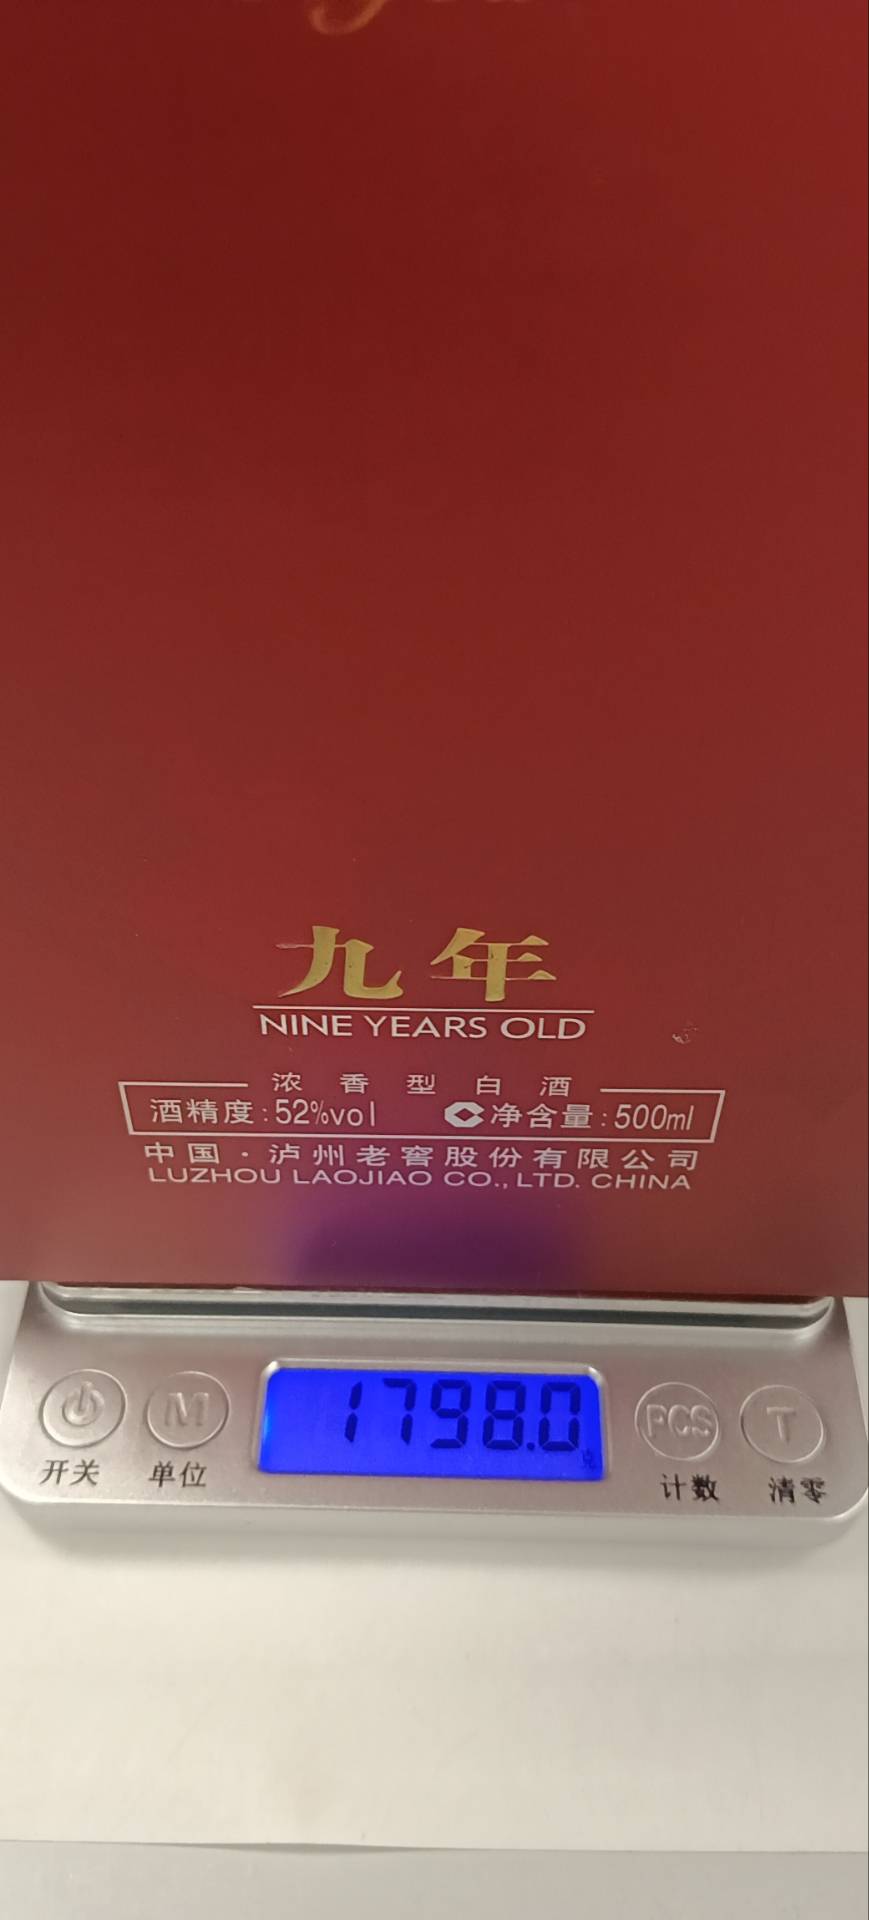 九年
NINE YEARS OLD
浓香型白酒
酒精度:52%vol 净含量:500ml
中国·泸州老窖股份有限公司
LUZHOU LAOJIAO CO.,LTD. CHINA
1798.0
M PCS T
开关 单位 计数 清零